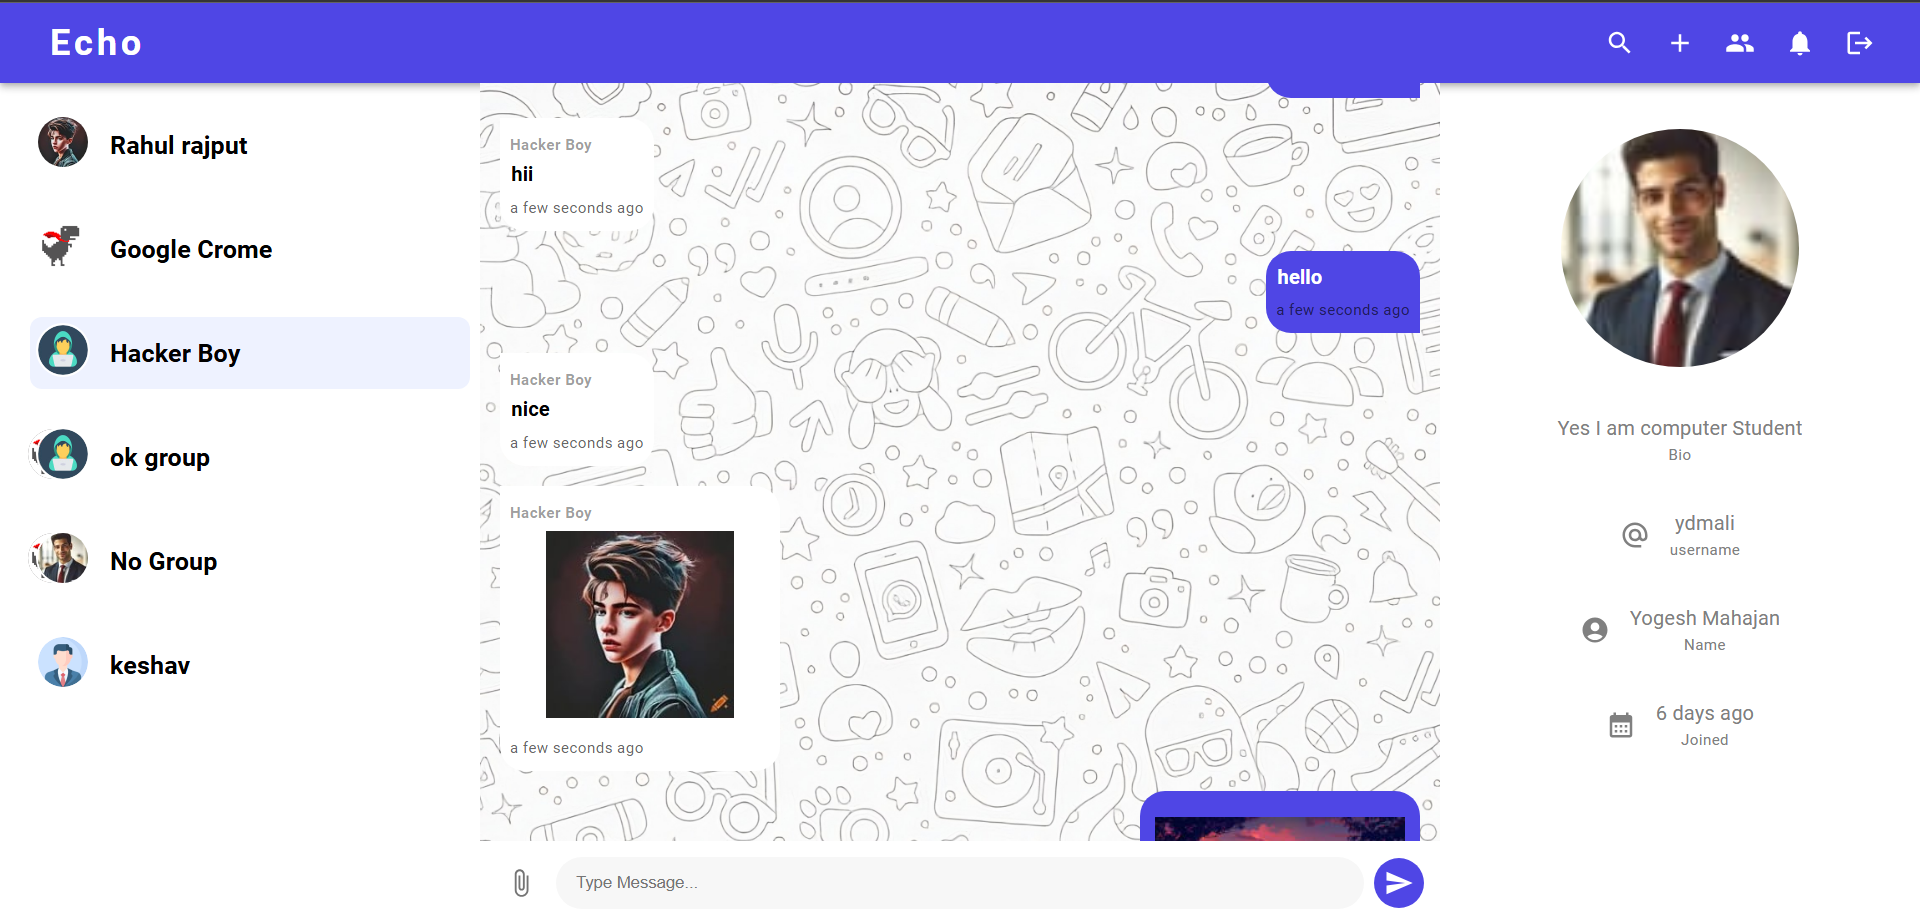 Echo
Rahul rajput
Google Crome
Hacker Boy
ok group
No Group
keshav
Hacker Boy
hii
a few seconds ago
hello
a few seconds ago
Hacker Boy
nice
a few seconds ago
Hacker Boy
a few seconds ago
Type Message...
Yes I am computer Student
Bio
ydmali
username
Yogesh Mahajan
Name
6 days ago
Joined